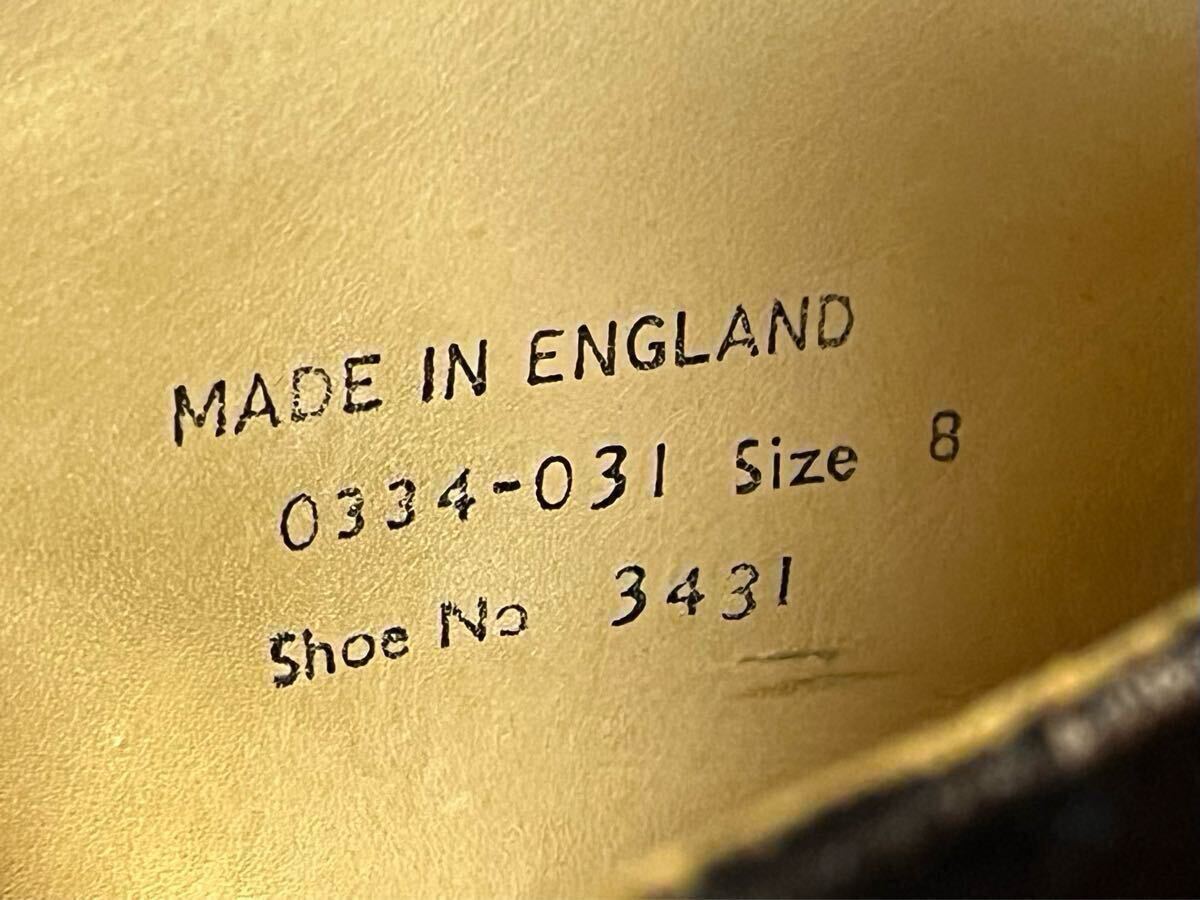 MADE IN ENGLAND
0334-031 Size 8
Shoe No 3431